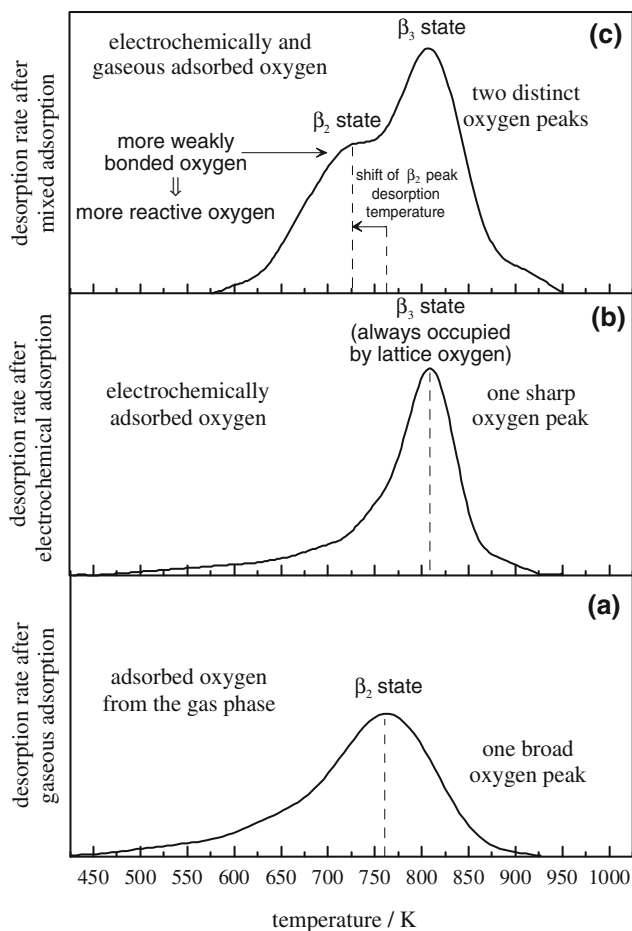 (c)
β3 state
electrochemically and
gaseous adsorbed oxygen
two distinct
oxygen peaks
β2 state
more weakly
bonded oxygen
⇓
more reactive oxygen
shift of β2 peak
desorption
temperature
desorption rate after
mixed adsorption
(b)
β3 state
(always occupied
by lattice oxygen)
electrochemically
adsorbed oxygen
one sharp
oxygen peak
desorption rate after
electrochemical adsorption
(a)
adsorbed oxygen
from the gas phase
β2 state
one broad
oxygen peak
desorption rate after
gaseous adsorption
450 500 550 600 650 700 750 800 850 900 950 1000
temperature / K